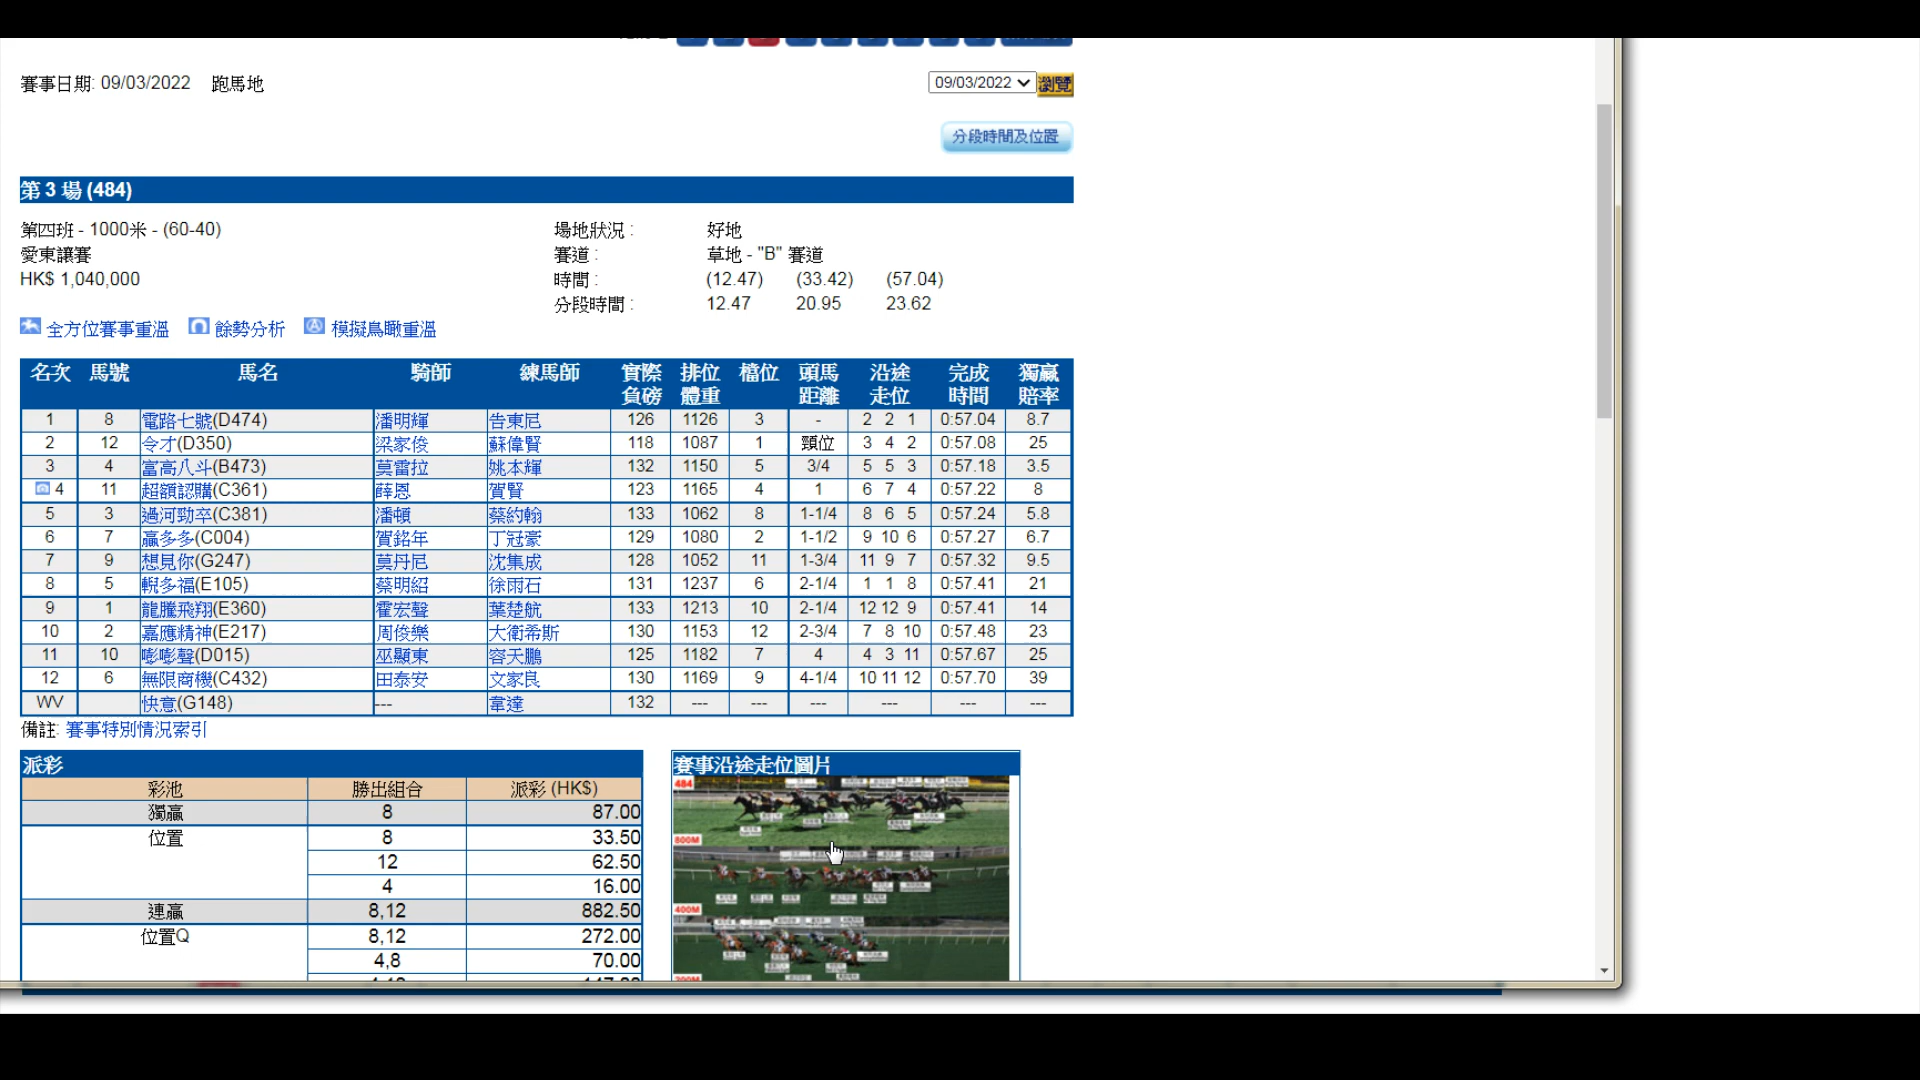 賽事日期: 09/03/2022 跑馬地 09/03/2022 瀏覽
分段時間及位置
第 3 場 (484)
第四班 - 1000米 - (60-40) 場地狀況 : 好地
愛東讓賽 賽道 : 草地 - "B" 賽道
HK$ 1,040,000 時間 : (12.47) (33.42) (57.04)
分段時間 : 12.47 20.95 23.62
全方位賽事重溫 餘勢分析 模擬鳥瞰重溫
名次 馬號 馬名 騎師 練馬師 實際負磅 排位體重 檔位 頭馬距離 沿途走位 完成時間 獨贏賠率
1 8 電路七號(D474) 潘明輝 告東尼 126 1126 3 - 2 2 1 0:57.04 8.7
2 12 令才(D350) 梁家俊 蘇偉賢 118 1087 1 頸位 3 4 2 0:57.08 25
3 4 富高八斗(B473) 莫雷拉 姚本輝 132 1150 5 3/4 5 5 3 0:57.18 3.5
4 11 超額認購(C361) 薛恩 賀賢 123 1165 4 1 6 7 4 0:57.22 8
5 3 過河勁卒(C381) 潘頓 蔡約翰 133 1062 8 1-1/4 8 6 5 0:57.24 5.8
6 7 贏多多(C004) 賀銘年 丁冠豪 129 1080 2 1-1/2 9 10 6 0:57.27 6.7
7 9 想見你(G247) 莫丹尼 沈集成 128 1052 11 1-3/4 11 9 7 0:57.32 9.5
8 5 輗多福(E105) 蔡明紹 徐雨石 131 1237 6 2-1/4 1 1 8 0:57.41 21
9 1 龍騰飛翔(E360) 霍宏聲 葉楚航 133 1213 10 2-1/4 12 12 9 0:57.41 14
10 2 嘉應精神(E217) 周俊樂 大衛希斯 130 1153 12 2-3/4 7 8 10 0:57.48 23
11 10 嘭嘭聲(D015) 巫顯東 容天鵬 125 1182 7 4 4 3 11 0:57.67 25
12 6 無限商機(C432) 田泰安 文家良 130 1169 9 4-1/4 10 11 12 0:57.70 39
WV 快意(G148) --- 韋達 132 --- --- --- --- --- ---
備註: 賽事特別情況索引
派彩 賽事沿途走位圖片
彩池 勝出組合 派彩 (HK$)
獨贏 8 87.00
位置 8 33.50
12 62.50
4 16.00
連贏 8,12 882.50
位置Q 8,12 272.00
4,8 70.00
484
800M
400M